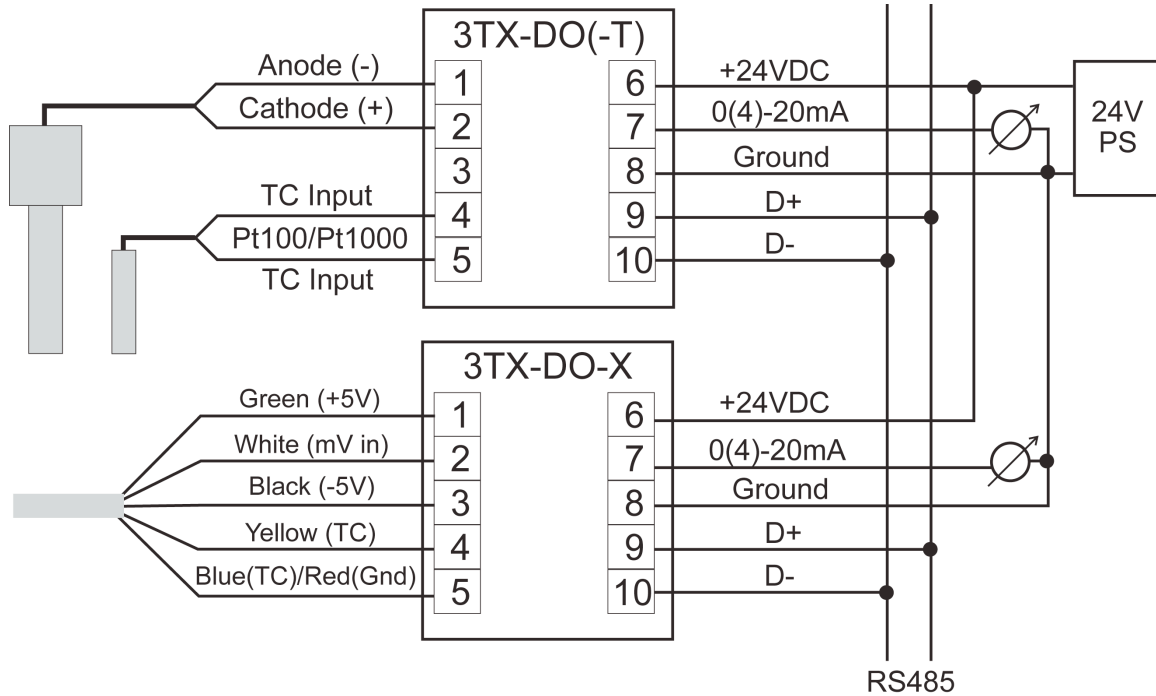 3TX-DO(-T)
Anode (-)
1
6
+24VDC
Cathode (+)
2
7
0(4)-20mA
24V
PS
3
8
Ground
TC Input
4
9
D+
Pt100/Pt1000
5
10
D-
TC Input
3TX-DO-X
Green (+5V)
1
6
+24VDC
White (mV in)
2
7
0(4)-20mA
Black (-5V)
3
8
Ground
Yellow (TC)
4
9
D+
Blue(TC)/Red(Gnd)
5
10
D-
RS485